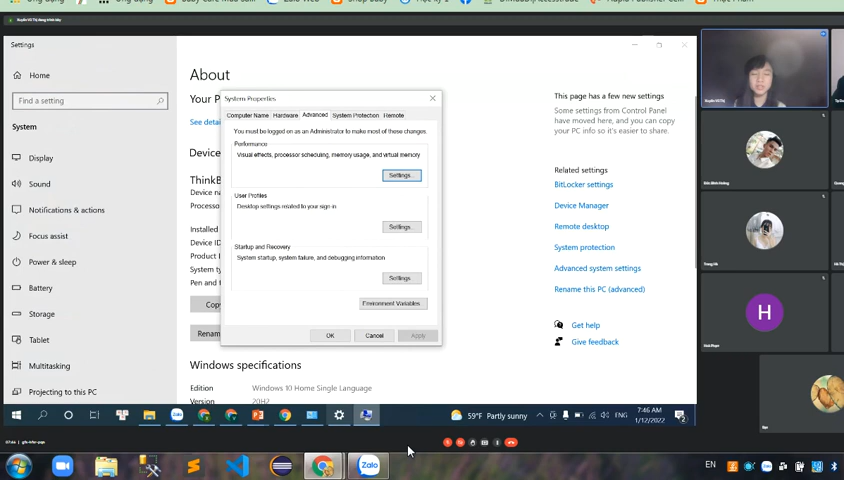 Settings
Home
Find a setting
System
Display
Sound
Notifications & actions
Focus assist
Power & sleep
Battery
Storage
Tablet
Multitasking
Projecting to this PC
About
Your P
See detai
Device
ThinkB
Device name
Processor
Installed
Device ID
Product I
System ty
Pen and t
Copy
Rename
Windows specifications
Edition Windows 10 Home Single Language
20H2
System Properties
Computer Name Hardware Advanced System Protection Remote
You must be logged on as an Administrator to make most of these changes.
Performance
Visual effects, processor scheduling, memory usage, and virtual memory
Settings...
User Profiles
Desktop settings related to your sign-in
Settings...
Startup and Recovery
System startup, system failure, and debugging information
Settings...
Environment Variables
OK Cancel Apply
This page has a few new settings
Some settings from Control Panel
have moved here, and you can copy
your PC info so it's easier to share.
Related settings
BitLocker settings
Device Manager
Remote desktop
System protection
Advanced system settings
Rename this PC (advanced)
Get help
Give feedback
59°F Partly sunny
ENG
7:46 AM
1/12/2022
2
H
Zalo
EN